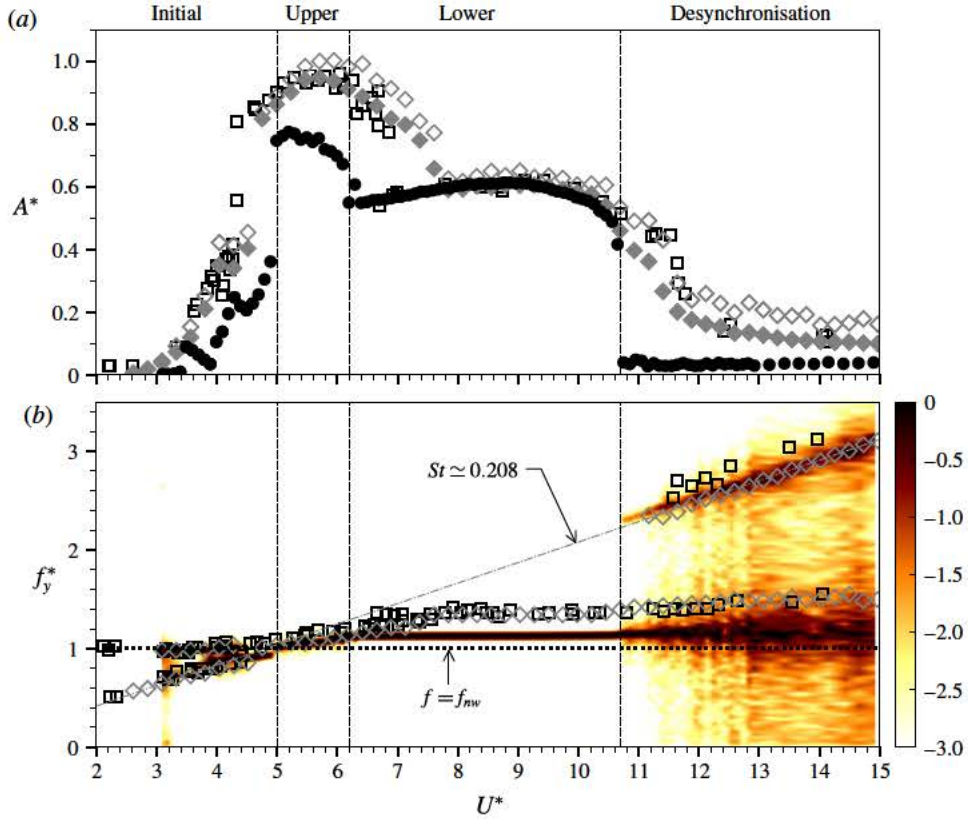 Initial Upper Lower Desynchronisation
(a)
1.0
0.8
0.6
A*
0.4
0.2
0
(b)
0
3
St ≃ 0.208
−0.5
−1.0
2
f*y
−1.5
1
−2.0
f = fnw
−2.5
0
−3.0
2 3 4 5 6 7 8 9 10 11 12 13 14 15
U*